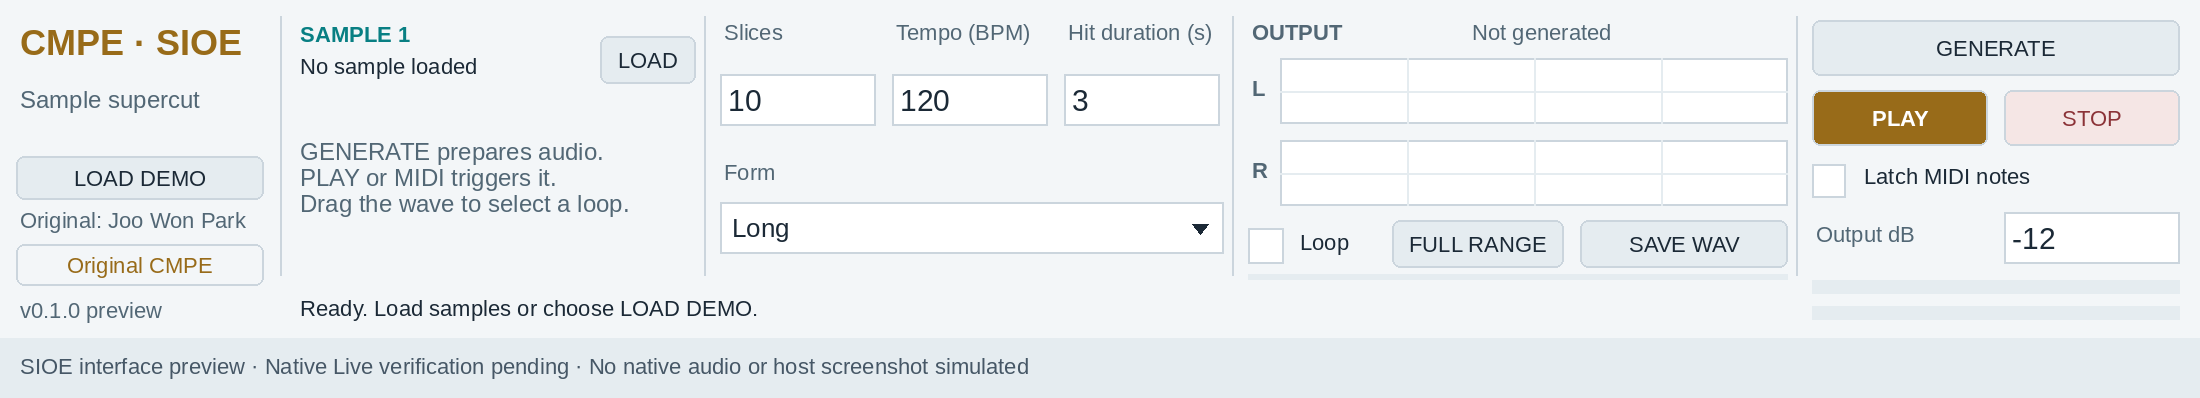 CMPE · SIOE
Sample supercut
LOAD DEMO
Original: Joo Won Park
Original CMPE
v0.1.0 preview
SAMPLE 1
No sample loaded
LOAD
GENERATE prepares audio.
PLAY or MIDI triggers it.
Drag the wave to select a loop.
Ready. Load samples or choose LOAD DEMO.
Slices
Tempo (BPM)
Hit duration (s)
10
120
3
Form
Long
OUTPUT
Not generated
L
R
Loop
FULL RANGE
SAVE WAV
GENERATE
PLAY
STOP
Latch MIDI notes
Output dB
-12
SIOE interface preview · Native Live verification pending · No native audio or host screenshot simulated